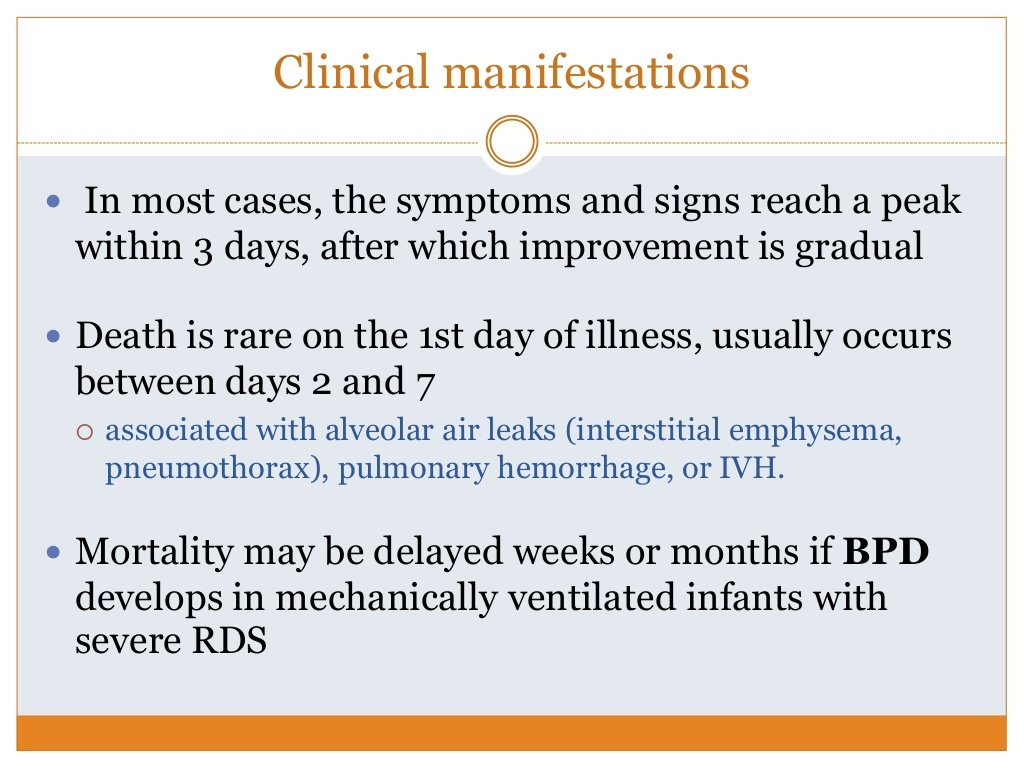 Clinical manifestations
In most cases, the symptoms and signs reach a peak
within 3 days, after which improvement is gradual
Death is rare on the 1st day of illness, usually occurs
between days 2 and 7
associated with alveolar air leaks (interstitial emphysema,
pneumothorax), pulmonary hemorrhage, or IVH.
Mortality may be delayed weeks or months if BPD
develops in mechanically ventilated infants with
severe RDS